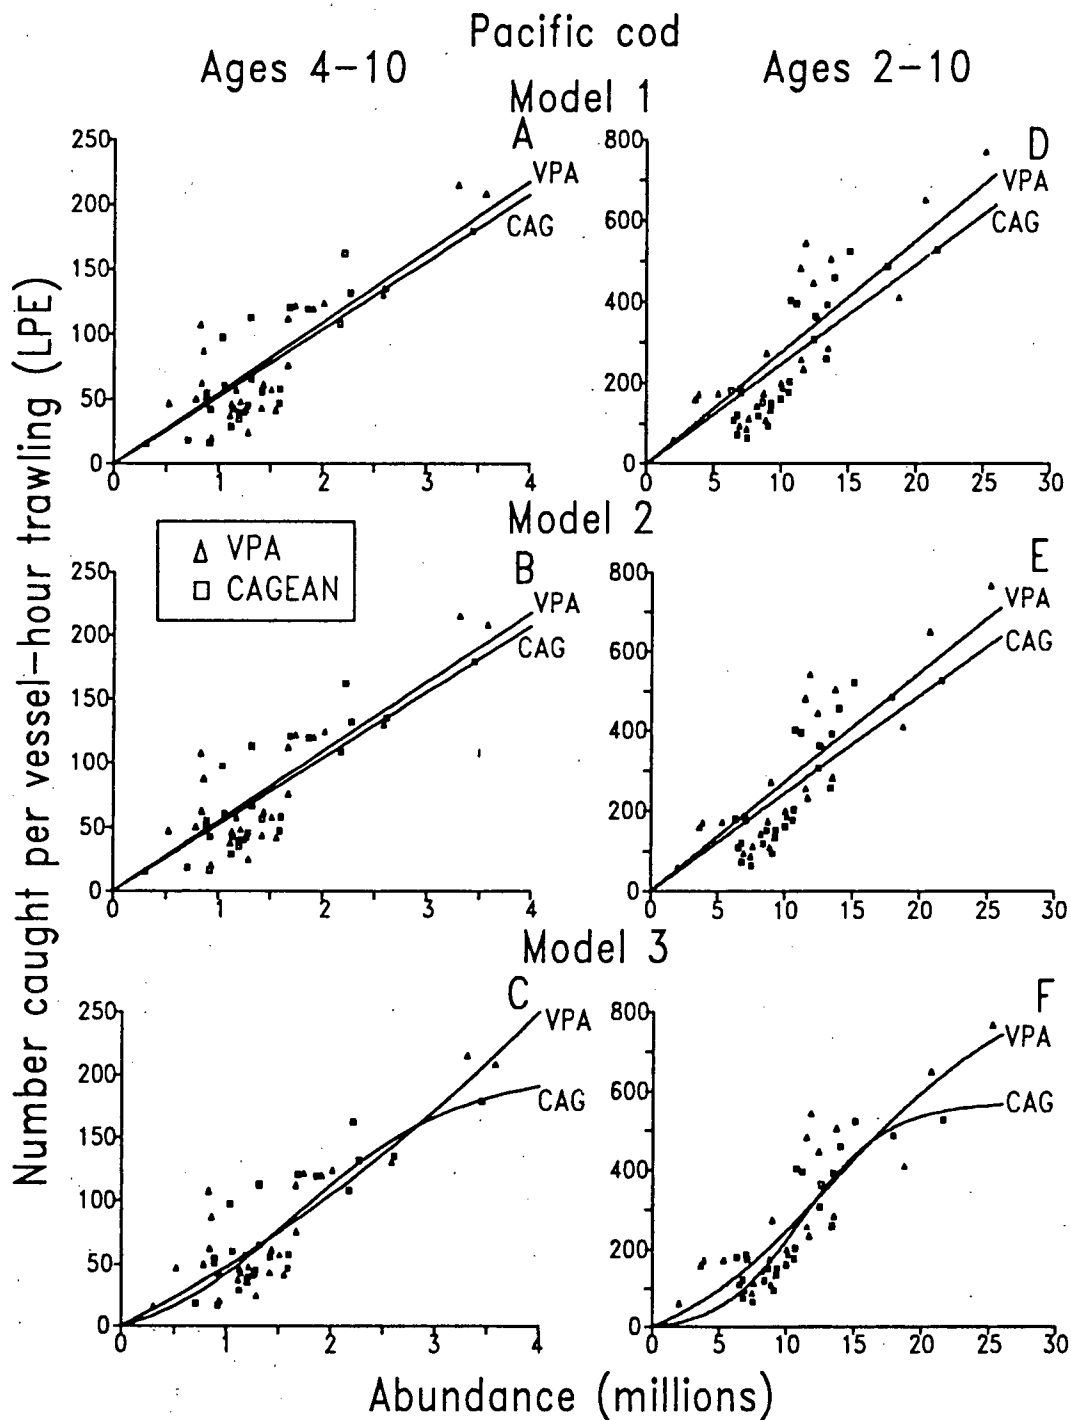 Pacific cod
Ages 4-10
Ages 2-10
Model 1
A
250
200
150
100
50
0
0
1
2
3
4
VPA
CAG
D
800
600
400
200
0
0
5
10
15
20
25
30
VPA
CAG
Model 2
VPA
CAGEAN
B
250
200
150
100
50
0
0
1
2
3
4
VPA
CAG
E
800
600
400
200
0
0
5
10
15
20
25
30
VPA
CAG
Model 3
C
250
200
150
100
50
0
0
1
2
3
4
VPA
CAG
F
800
600
400
200
0
0
5
10
15
20
25
30
VPA
CAG
Number caught per vessel-hour trawling (LPE)
Abundance (millions)